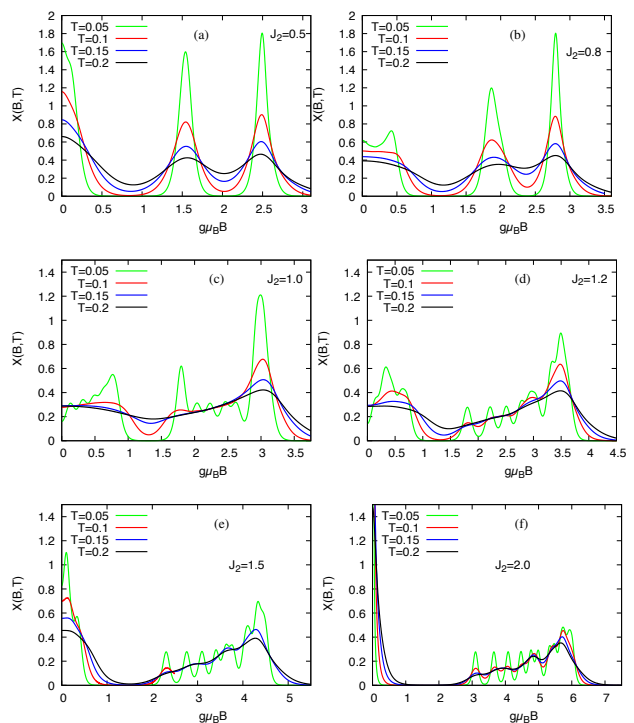 (a)
J2=0.5
T=0.05
T=0.1
T=0.15
T=0.2
X(B,T)
2
1.8
1.6
1.4
1.2
1
0.8
0.6
0.4
0.2
0
0 0.5 1 1.5 2 2.5 3
gμBB
(b)
J2=0.8
T=0.05
T=0.1
T=0.15
T=0.2
X(B,T)
2
1.8
1.6
1.4
1.2
1
0.8
0.6
0.4
0.2
0
0 0.5 1 1.5 2 2.5 3 3.5
gμBB
(c)
J2=1.0
T=0.05
T=0.1
T=0.15
T=0.2
X(B,T)
1.4
1.2
1
0.8
0.6
0.4
0.2
0
0 0.5 1 1.5 2 2.5 3 3.5
gμBB
(d)
J2=1.2
T=0.05
T=0.1
T=0.15
T=0.2
X(B,T)
1.4
1.2
1
0.8
0.6
0.4
0.2
0
0 0.5 1 1.5 2 2.5 3 3.5 4 4.5
gμBB
(e)
J2=1.5
T=0.05
T=0.1
T=0.15
T=0.2
X(B,T)
1.4
1.2
1
0.8
0.6
0.4
0.2
0
0 1 2 3 4 5
gμBB
(f)
J2=2.0
T=0.05
T=0.1
T=0.15
T=0.2
X(B,T)
1.4
1.2
1
0.8
0.6
0.4
0.2
0
0 1 2 3 4 5 6 7
gμBB